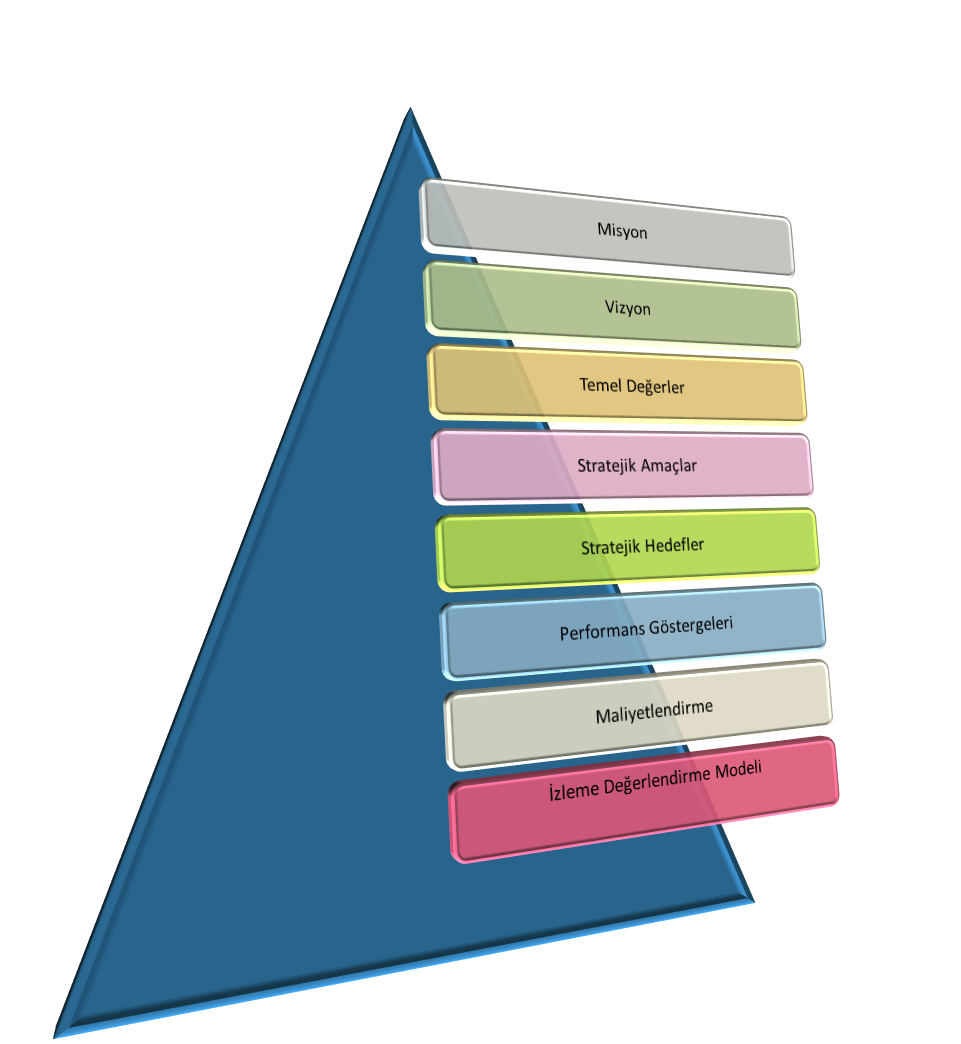 Misyon
Vizyon
Temel Değerler
Stratejik Amaçlar
Stratejik Hedefler
Performans Göstergeleri
Maliyetlendirme
İzleme Değerlendirme Modeli